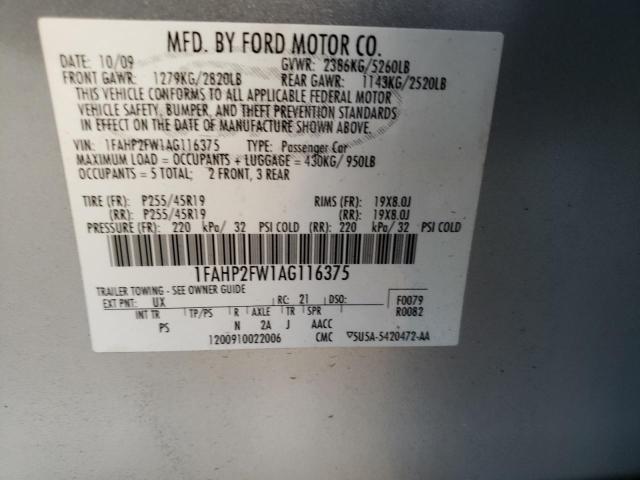 MFD. BY FORD MOTOR CO.
DATE: 10/09 GVWR: 2386KG/5260LB
FRONT GAWR: 1279KG/2820LB REAR GAWR: 1143KG/2520LB
THIS VEHICLE CONFORMS TO ALL APPLICABLE FEDERAL MOTOR
VEHICLE SAFETY, BUMPER, AND THEFT PREVENTION STANDARDS
IN EFFECT ON THE DATE OF MANUFACTURE SHOWN ABOVE.
VIN: 1FAHP2FW1AG116375 TYPE: Passenger Car
MAXIMUM LOAD = OCCUPANTS + LUGGAGE = 430KG/ 950LB
OCCUPANTS = 5 TOTAL; 2 FRONT, 3 REAR
TIRE (FR): P255/45R19 RIMS (FR): 19X8.0J
(RR): P255/45R19 (RR): 19X8.0J
PRESSURE (FR): 220 kPa/ 32 PSI COLD (RR): 220 kPa/ 32 PSI COLD
1FAHP2FW1AG116375
TRAILER TOWING - SEE OWNER GUIDE
EXT PNT: UX RC: 21 DSO: F0079
INT TR TP/PS R AXLE TR SPR R0082
PS N 2A J AACC
1200910022006 CMC ▽5U5A-5420472-AA